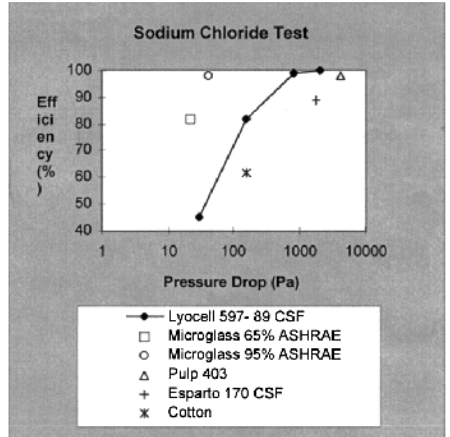 Sodium Chloride Test
Eff
ici
en
cy
(%
)
100
90
80
70
60
50
40
1
10
100
1000
10000
Pressure Drop (Pa)
Lyocell 597- 89 CSF
Microglass 65% ASHRAE
Microglass 95% ASHRAE
Pulp 403
Esparto 170 CSF
Cotton